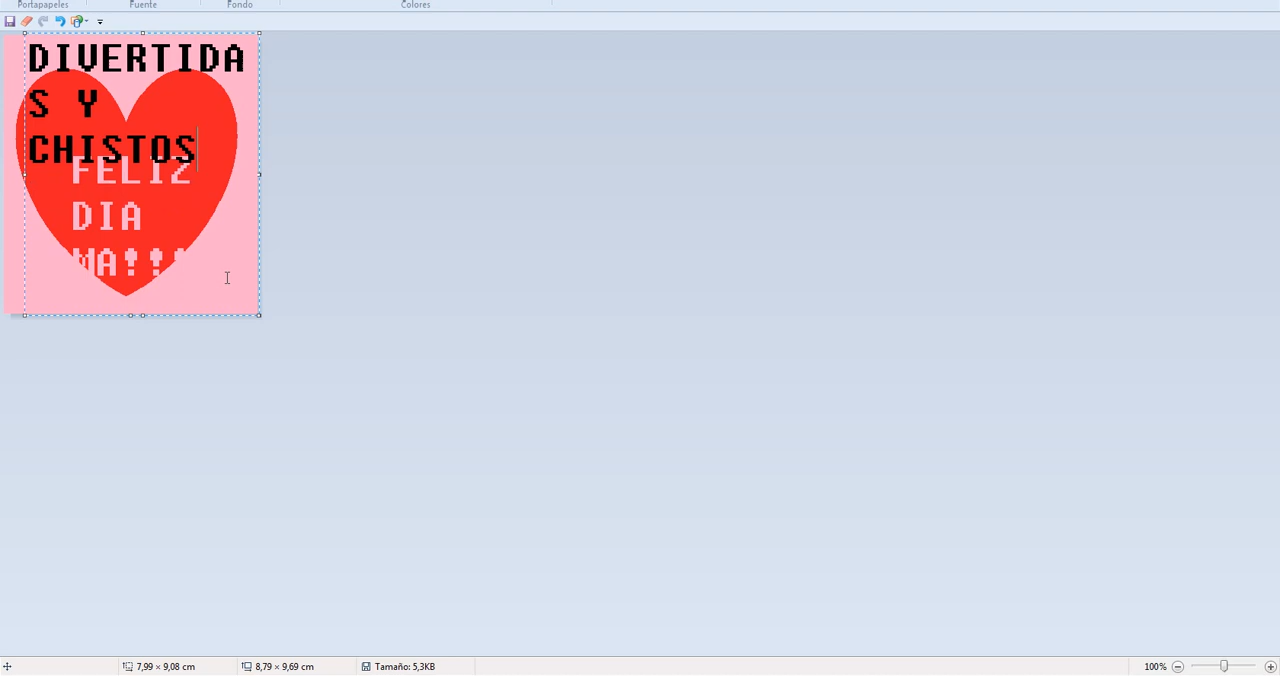 Portapapeles Fuente Fondo Colores
DIVERTIDA
S Y
CHISTOS
FELIZ
DIA
MA!!!
7,99 × 9,08 cm 8,79 × 9,69 cm Tamaño: 5,3KB 100%